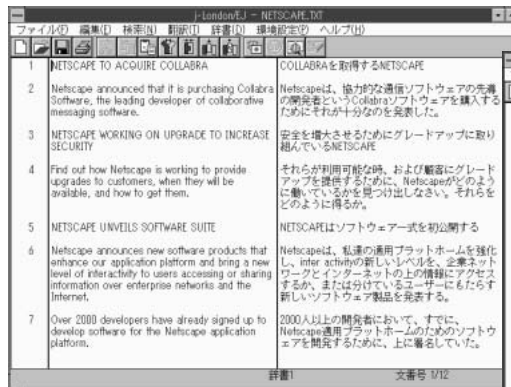 j-London/EJ - NETSCAPE.TXT
ファイル(F) 編集(E) 検索(N) 翻訳(T) 辞書(D) 環境設定(P) ヘルプ(H)
1 NETSCAPE TO ACQUIRE COLLABRA
COLLABRAを取得するNETSCAPE
2 Netscape announced that it is purchasing Collabra
Software, the leading developer of collaborative
messaging software.
Netscapeは、協力的な通信ソフトウェアの先導
の開発者というCollabraソフトウェアを購入する
ためにそれが十分なのを発表した。
3 NETSCAPE WORKING ON UPGRADE TO INCREASE
SECURITY
安全を増大させるためにグレードアップに取り
組んでいるNETSCAPE
4 Find out how Netscape is working to provide
upgrades to customers, when they will be
available, and how to get them.
それらが利用可能な時、および顧客にグレード
アップを提供するために、Netscapeがどのよう
に働いているかを見つけ出しなさい。それらを
どのように得るか。
5 NETSCAPE UNVEILS SOFTWARE SUITE
NETSCAPEはソフトウェアー式を初公開する
6 Netscape announces new software products that
enhance our application platform and bring a new
level of interactivity to users accessing or sharing
information over enterprise networks and the
Internet.
Netscapeは、私達の適用プラットホームを強化
し、inter activityの新しいレベルを、企業ネット
ワークとインターネットの上の情報にアクセス
するか、または分けているユーザーにもたらす
新しいソフトウェア製品を発表する。
7 Over 2000 developers have already signed up to
develop software for the Netscape application
platform.
2000人以上の開発者において、すでに、
Netscape適用プラットホームのためのソフトウ
ェアを開発するために、上に署名していた。
辞書1 文番号 1/12